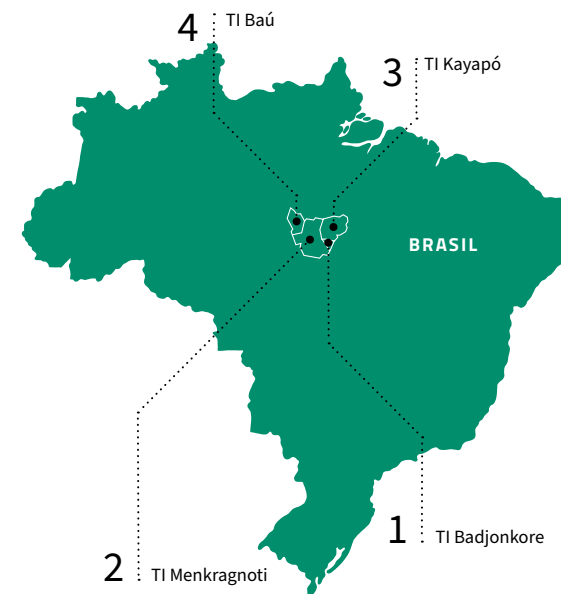 4 TI Baú
3 TI Kayapó
BRASIL
1 TI Badjonkore
2 TI Menkragnoti